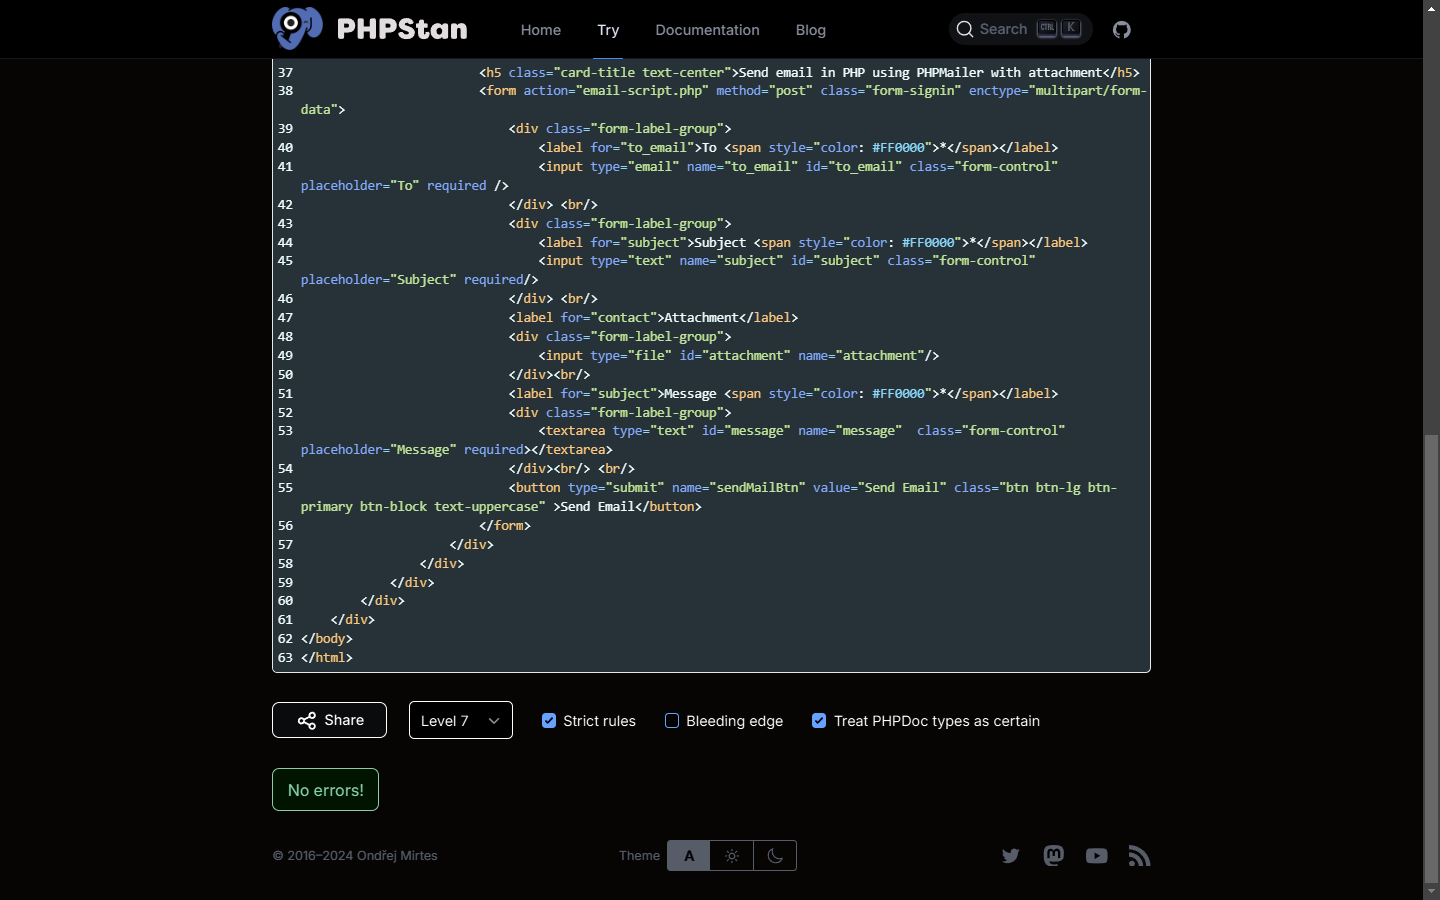 PHPStan
Home
Try
Documentation
Blog
Search
CTRL
K
37 <h5 class="card-title text-center">Send email in PHP using PHPMailer with attachment</h5>
38 <form action="email-script.php" method="post" class="form-signin" enctype="multipart/form-
data">
39 <div class="form-label-group">
40 <label for="to_email">To <span style="color: #FF0000">*</span></label>
41 <input type="email" name="to_email" id="to_email" class="form-control"
placeholder="To" required />
42 </div> <br/>
43 <div class="form-label-group">
44 <label for="subject">Subject <span style="color: #FF0000">*</span></label>
45 <input type="text" name="subject" id="subject" class="form-control"
placeholder="Subject" required/>
46 </div> <br/>
47 <label for="contact">Attachment</label>
48 <div class="form-label-group">
49 <input type="file" id="attachment" name="attachment"/>
50 </div><br/>
51 <label for="subject">Message <span style="color: #FF0000">*</span></label>
52 <div class="form-label-group">
53 <textarea type="text" id="message" name="message"  class="form-control"
placeholder="Message" required></textarea>
54 </div><br/> <br/>
55 <button type="submit" name="sendMailBtn" value="Send Email" class="btn btn-lg btn-
primary btn-block text-uppercase" >Send Email</button>
56 </form>
57 </div>
58 </div>
59 </div>
60 </div>
61 </div>
62 </body>
63 </html>
Share
Level 7
Strict rules
Bleeding edge
Treat PHPDoc types as certain
No errors!
© 2016–2024 Ondřej Mirtes
Theme
A